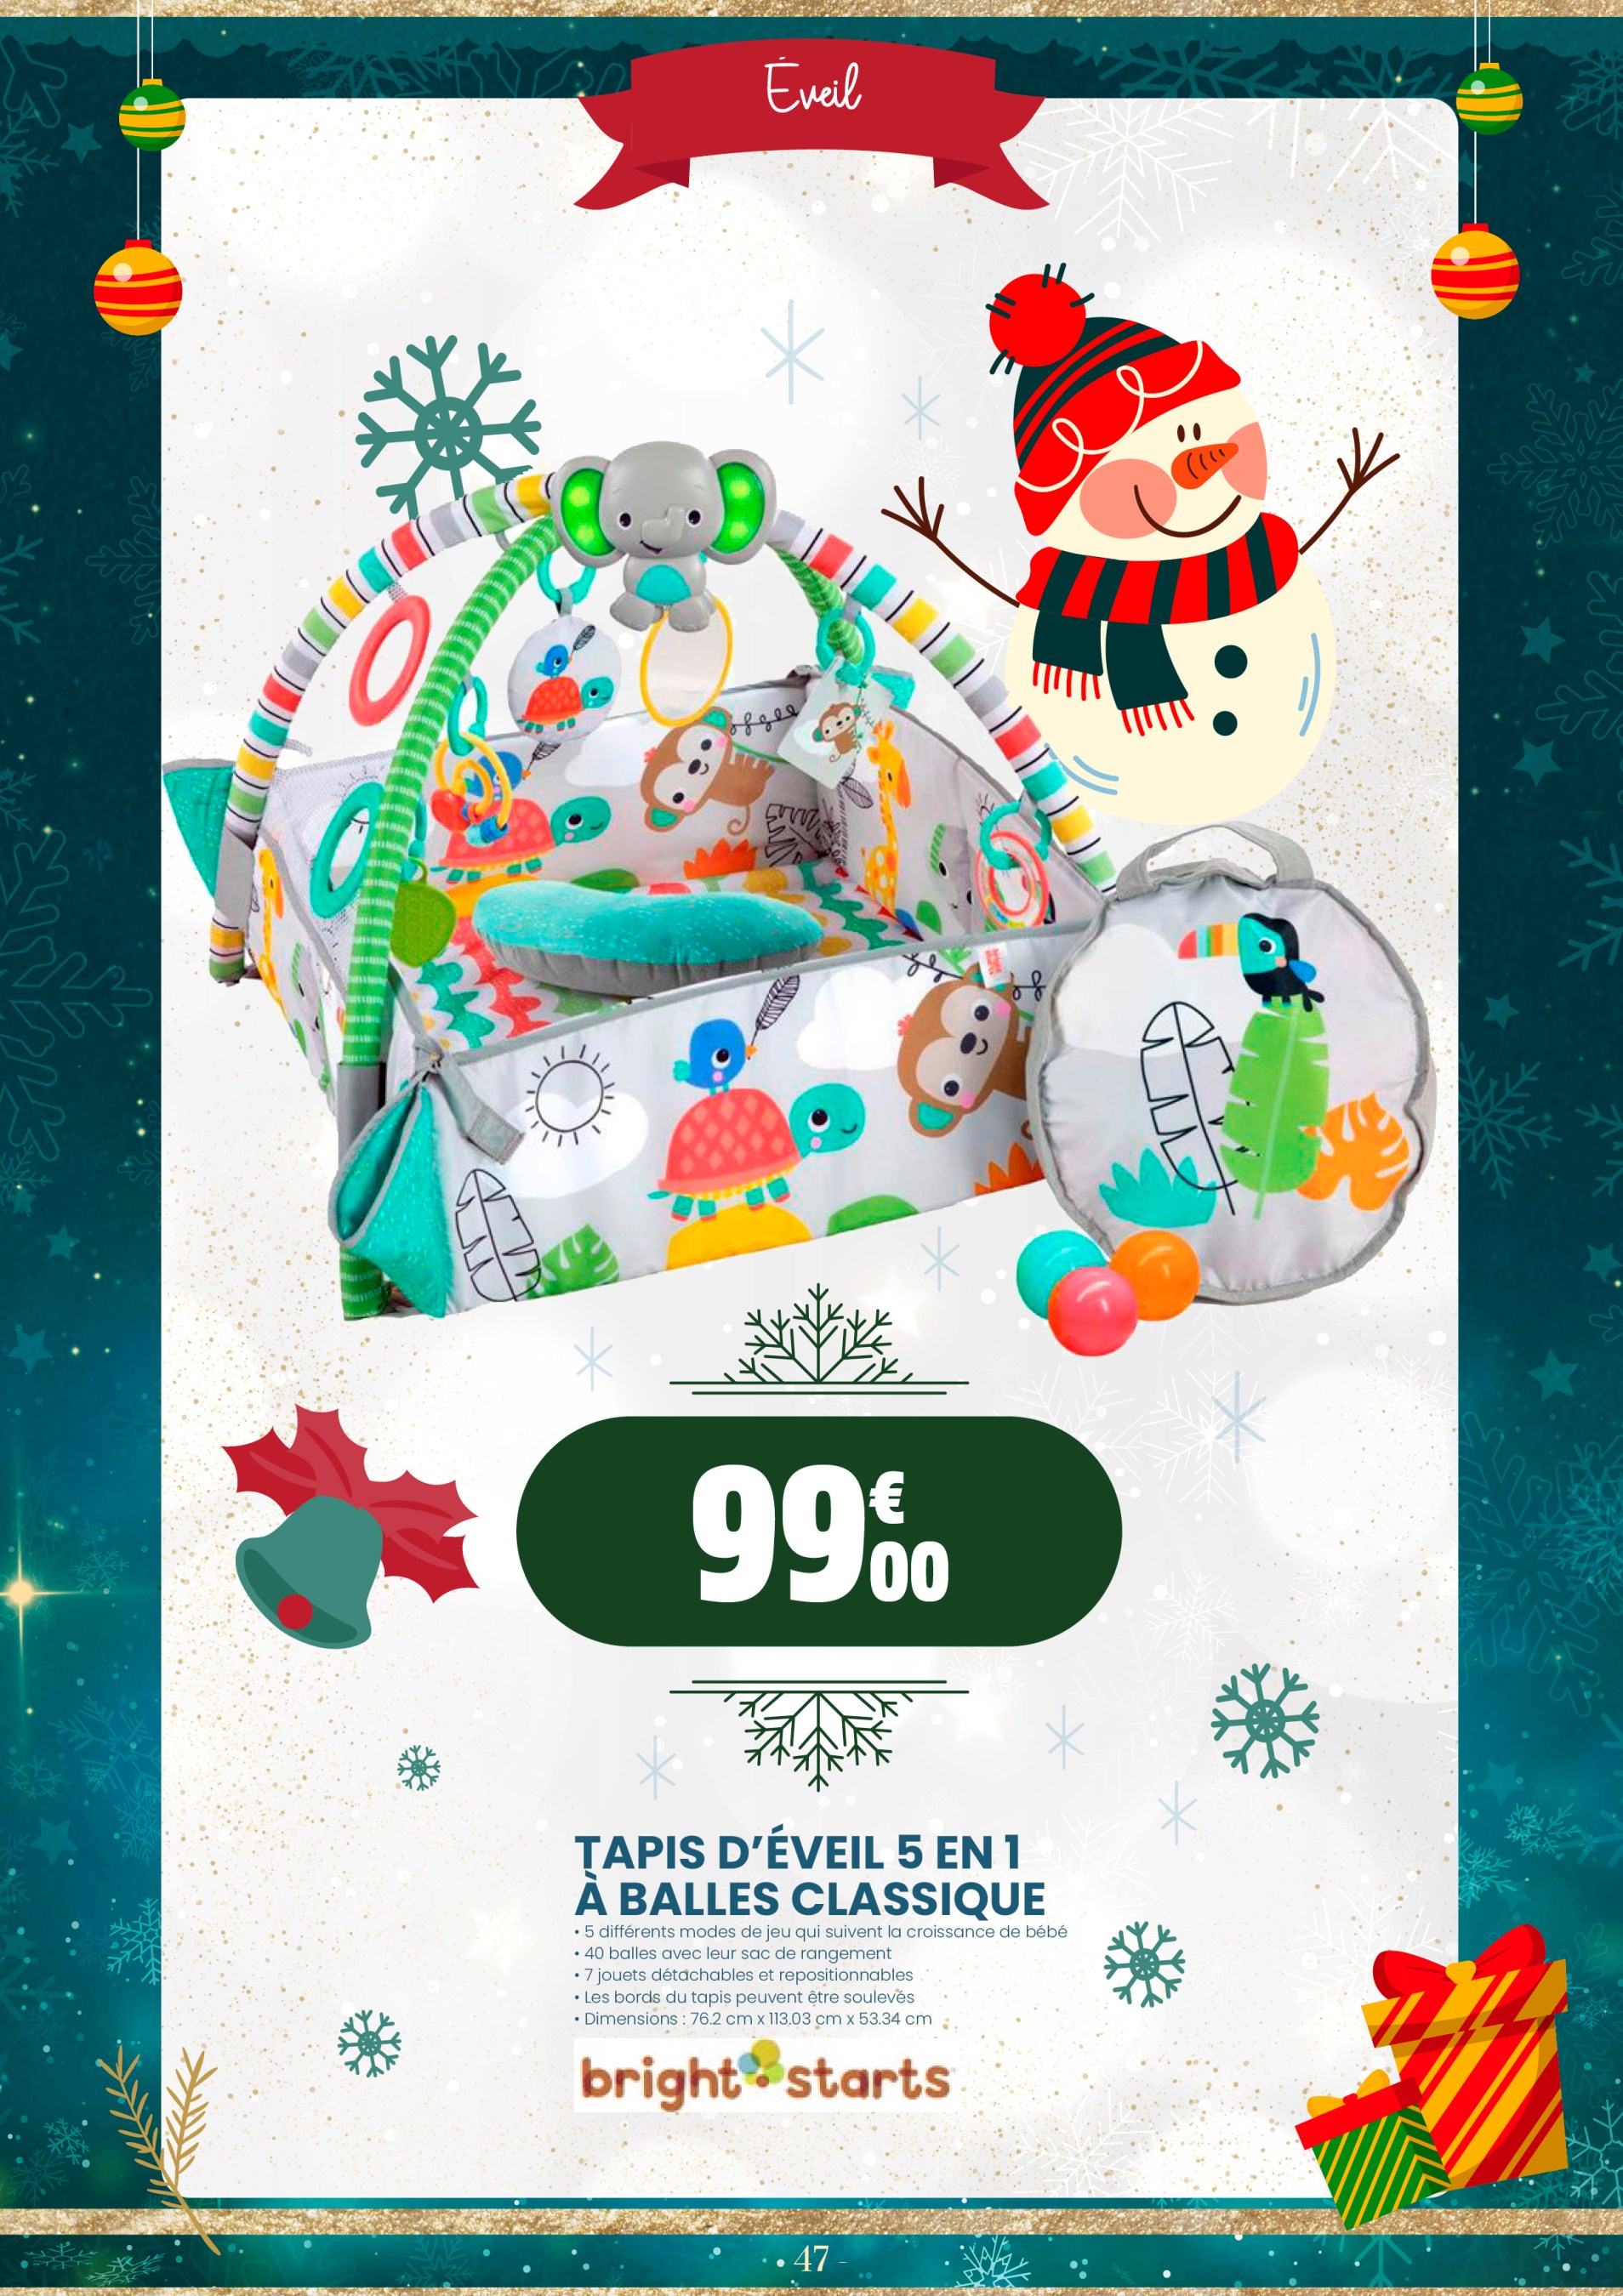 Éveil
99€00
TAPIS D’ÉVEIL 5 EN 1
À BALLES CLASSIQUE
• 5 différents modes de jeu qui suivent la croissance de bébé
• 40 balles avec leur sac de rangement
• 7 jouets détachables et repositionnables
• Les bords du tapis peuvent être soulevés
• Dimensions : 76.2 cm x 113.03 cm x 53.34 cm
bright starts
• 47 -